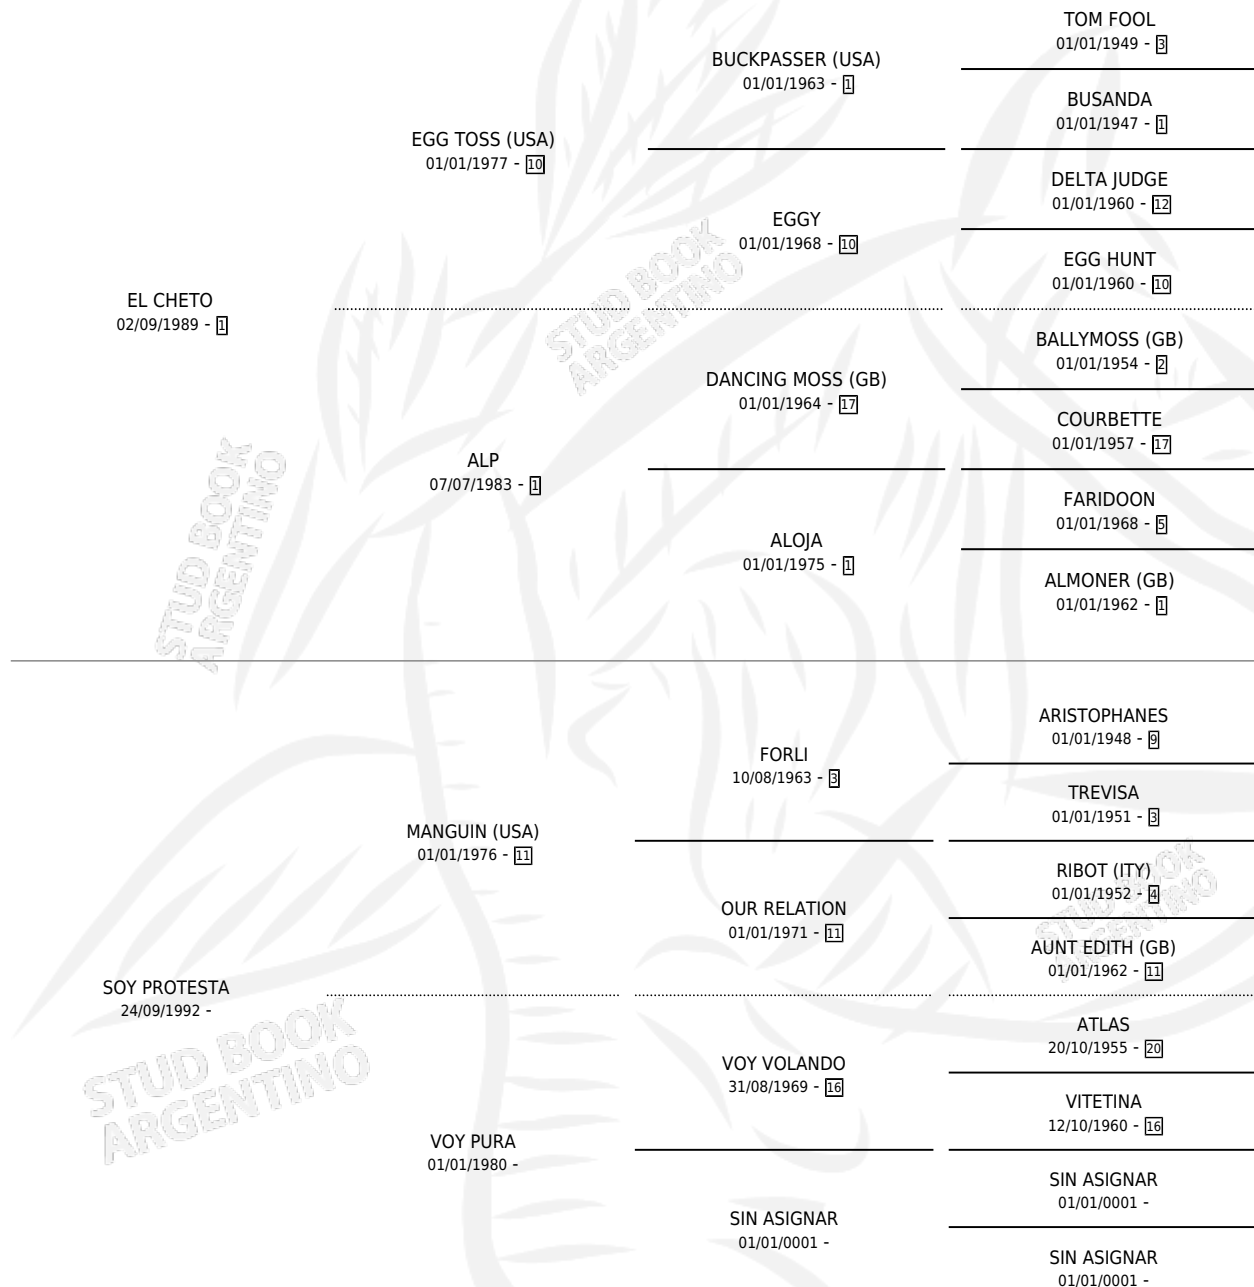 EL CHETO
02/09/1989 - 1
EGG TOSS (USA)
01/01/1977 - 10
BUCKPASSER (USA)
01/01/1963 - 1
TOM FOOL
01/01/1949 - 3
BUSANDA
01/01/1947 - 1
EGGY
01/01/1968 - 10
DELTA JUDGE
01/01/1960 - 12
EGG HUNT
01/01/1960 - 10
ALP
07/07/1983 - 1
DANCING MOSS (GB)
01/01/1964 - 17
BALLYMOSS (GB)
01/01/1954 - 2
COURBETTE
01/01/1957 - 17
ALOJA
01/01/1975 - 1
FARIDOON
01/01/1968 - 5
ALMONER (GB)
01/01/1962 - 1
SOY PROTESTA
24/09/1992 -
MANGUIN (USA)
01/01/1976 - 11
FORLI
10/08/1963 - 3
ARISTOPHANES
01/01/1948 - 9
TREVISA
01/01/1951 - 3
OUR RELATION
01/01/1971 - 11
RIBOT (ITY)
01/01/1952 - 4
AUNT EDITH (GB)
01/01/1962 - 11
VOY PURA
01/01/1980 -
VOY VOLANDO
31/08/1969 - 16
ATLAS
20/10/1955 - 20
VITETINA
12/10/1960 - 16
SIN ASIGNAR
01/01/0001 -
SIN ASIGNAR
01/01/0001 -
SIN ASIGNAR
01/01/0001 -
STUD BOOK
ARGENTINO
STUD BOOK
ARGENTINO
STUD BOOK
ARGENTINO
STUD BOOK
ARGENTINO